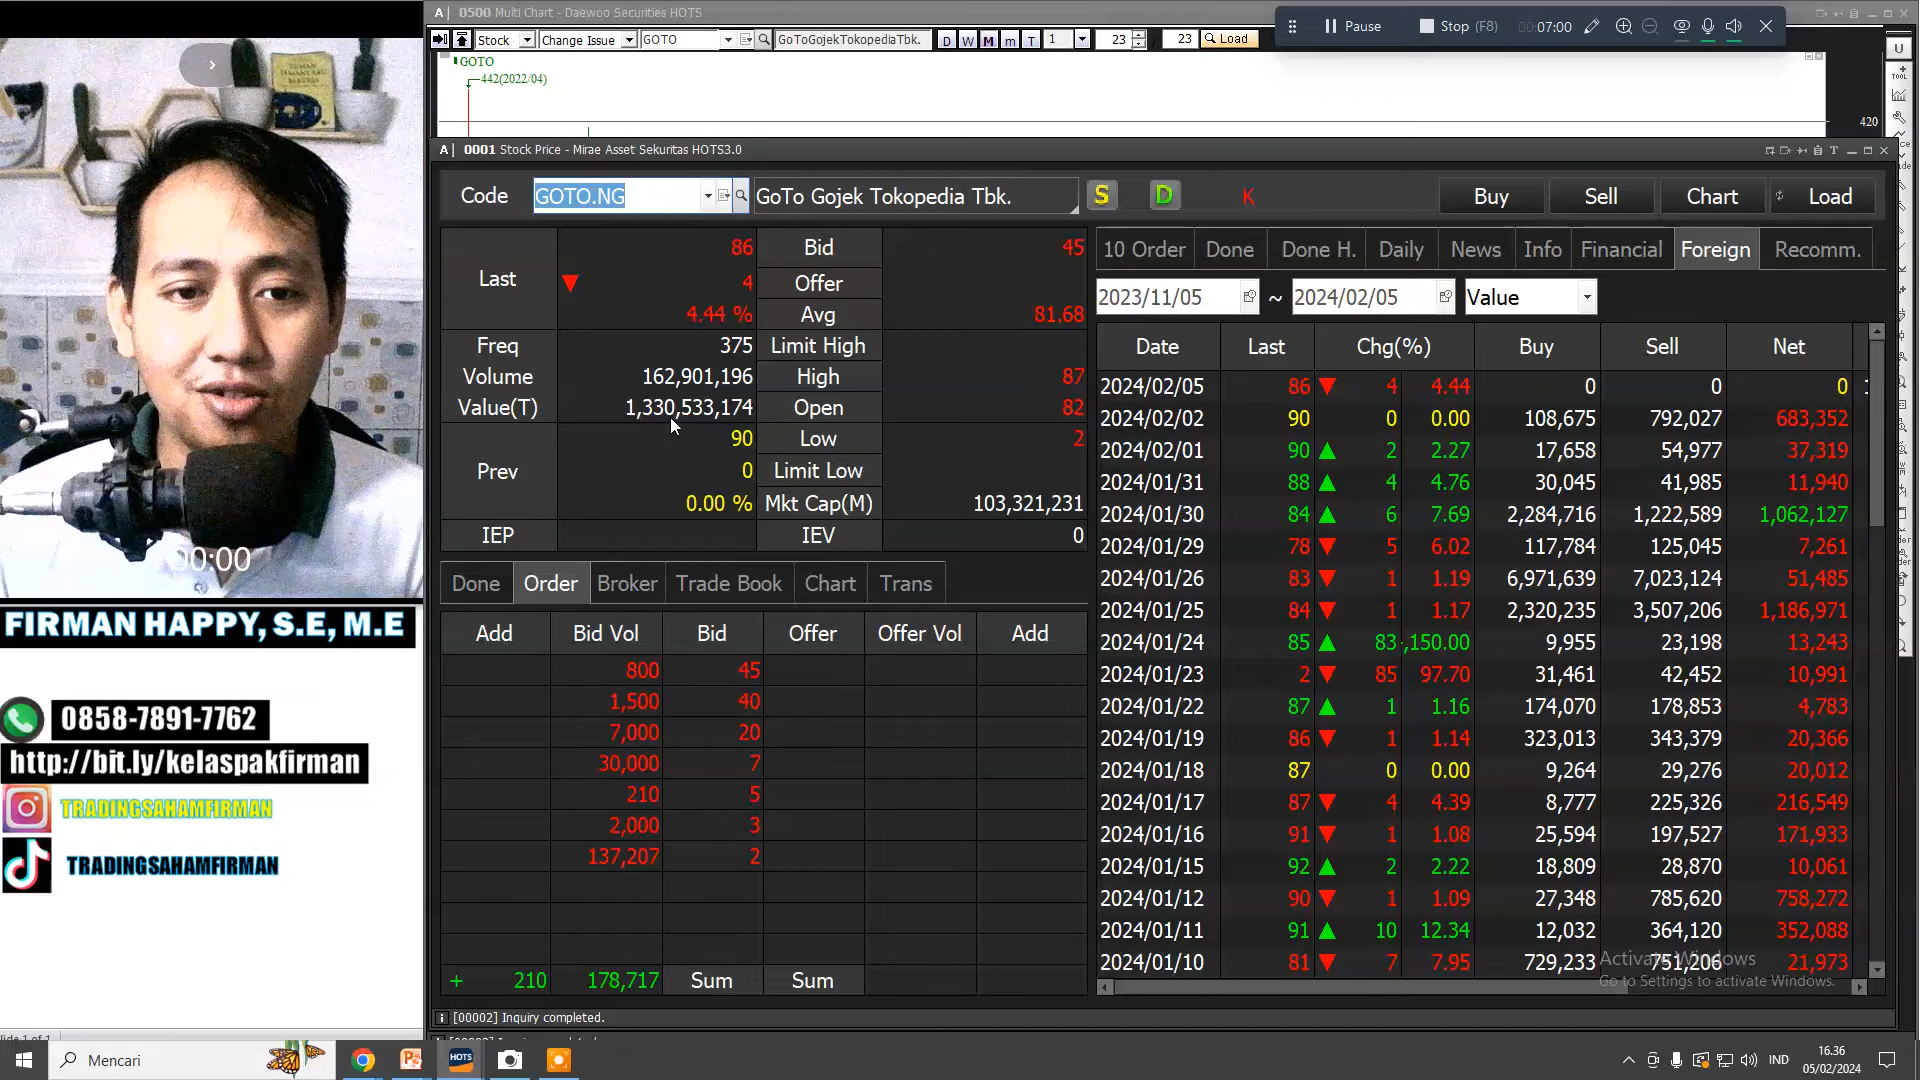 0500 Multi Chart - Daewoo Securities HOTS
Pause
Stop (F8)
00:07:00
Stock
Change Issue
GOTO
GoToGojekTokopediaTbk.
D W M m T
1
23
23
Load
U
TOOL
GOTO
442(2022/04)
420
0001 Stock Price - Mirae Asset Sekuritas HOTS3.0
Code
GOTO.NG
GoTo Gojek Tokopedia Tbk.
S
D
K
Buy
Sell
Chart
Load
Last
86
Bid
45
4
Offer
4.44 %
Avg
81.68
Freq
375
Limit High
Volume
162,901,196
High
87
Value(T)
1,330,533,174
Open
82
Prev
90
Low
2
0
Limit Low
0.00 %
Mkt Cap(M)
103,321,231
IEP
IEV
0
Done Order Broker Trade Book Chart Trans
Add Bid Vol Bid Offer Offer Vol Add
800 45
1,500 40
7,000 20
30,000 7
210 5
2,000 3
137,207 2
+ 210 178,717 Sum Sum
10 Order Done Done H. Daily News Info Financial Foreign Recomm.
2023/11/05 ~ 2024/02/05 Value
Date Last Chg(%) Buy Sell Net
2024/02/05 86 ▼ 4 4.44 0 0 0
2024/02/02 90 0 0.00 108,675 792,027 683,352
2024/02/01 90 ▲ 2 2.27 17,658 54,977 37,319
2024/01/31 88 ▲ 4 4.76 30,045 41,985 11,940
2024/01/30 84 ▲ 6 7.69 2,284,716 1,222,589 1,062,127
2024/01/29 78 ▼ 5 6.02 117,784 125,045 7,261
2024/01/26 83 ▼ 1 1.19 6,971,639 7,023,124 51,485
2024/01/25 84 ▼ 1 1.17 2,320,235 3,507,206 1,186,971
2024/01/24 85 ▲ 83 ,150.00 9,955 23,198 13,243
2024/01/23 2 ▼ 85 97.70 31,461 42,452 10,991
2024/01/22 87 ▲ 1 1.16 174,070 178,853 4,783
2024/01/19 86 ▼ 1 1.14 323,013 343,379 20,366
2024/01/18 87 0 0.00 9,264 29,276 20,012
2024/01/17 87 ▼ 4 4.39 8,777 225,326 216,549
2024/01/16 91 ▼ 1 1.08 25,594 197,527 171,933
2024/01/15 92 ▲ 2 2.22 18,809 28,870 10,061
2024/01/12 90 ▼ 1 1.09 27,348 785,620 758,272
2024/01/11 91 ▲ 10 12.34 12,032 364,120 352,088
2024/01/10 81 ▼ 7 7.95 729,233 751,206 21,973
Activate Windows
Go to Settings to activate Windows.
[00002] Inquiry completed.
00:00
FIRMAN HAPPY, S.E, M.E
0858-7891-7762
http://bit.ly/kelaspakfirman
TRADINGSAHAMFIRMAN
TRADINGSAHAMFIRMAN
Mencari
HOTS
IND
16.36
05/02/2024